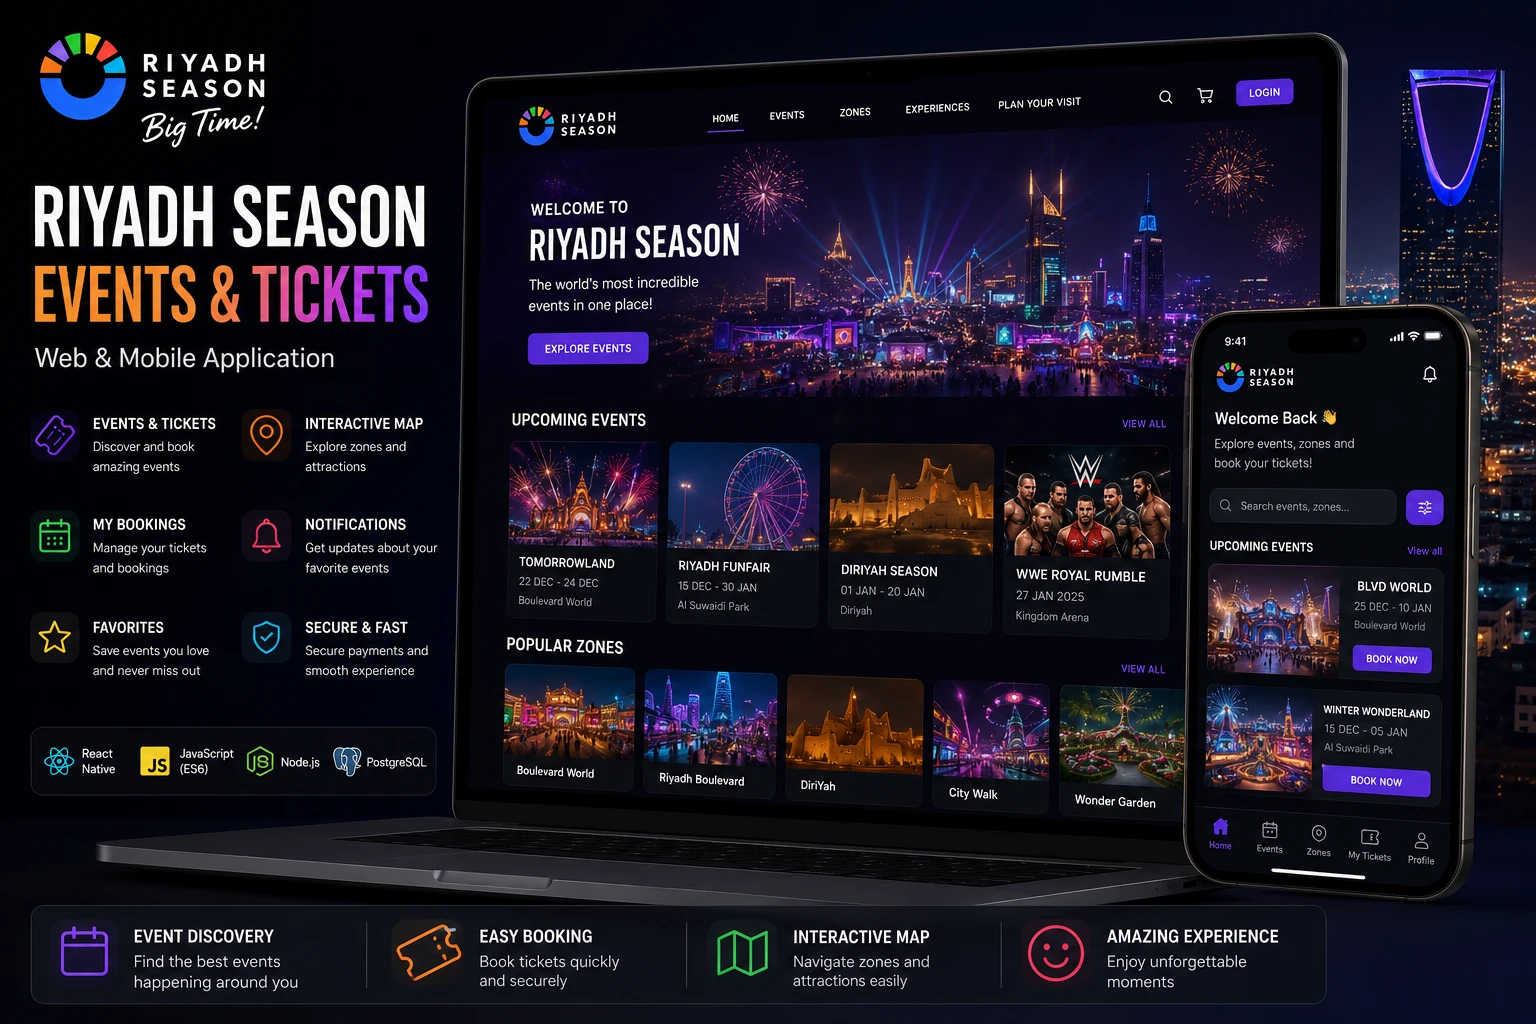 RIYADH
SEASON
Big Time!
RIYADH SEASON
EVENTS & TICKETS
Web & Mobile Application
EVENTS & TICKETS
Discover and book
amazing events
INTERACTIVE MAP
Explore zones and
attractions
MY BOOKINGS
Manage your tickets
and bookings
NOTIFICATIONS
Get updates about your
favorite events
FAVORITES
Save events you love
and never miss out
SECURE & FAST
Secure payments and
smooth experience
React
Native
JS
JavaScript
(ES6)
JS
Node.js
PostgreSQL
RIYADH
SEASON
HOME
EVENTS
ZONES
EXPERIENCES
PLAN YOUR VISIT
LOGIN
WELCOME TO
RIYADH SEASON
The world's most incredible
events in one place!
EXPLORE EVENTS
UPCOMING EVENTS
VIEW ALL
TOMORROWLAND
22 DEC - 24 DEC
Boulevard World
RIYADH FUNFAIR
15 DEC - 30 JAN
Al Suwaidi Park
DIRIYAH SEASON
01 JAN - 20 JAN
Diriyah
W
WWE ROYAL RUMBLE
27 JAN 2025
Kingdom Arena
POPULAR ZONES
VIEW ALL
Boulevard World
Riyadh Boulevard
DiriYah
City Walk
Wonder Garden
9:41
RIYADH
SEASON
Welcome Back 👋
Explore events, zones and
book your tickets!
Search events, zones...
UPCOMING EVENTS
View all
BLVD WORLD
25 DEC - 10 JAN
Boulevard World
BOOK NOW
WINTER WONDERLAND
15 DEC - 05 JAN
Al Suwaidi Park
BOOK NOW
Home
Events
Zones
My Tickets
Profile
EVENT DISCOVERY
Find the best events
happening around you
EASY BOOKING
Book tickets quickly
and securely
INTERACTIVE MAP
Navigate zones and
attractions easily
AMAZING EXPERIENCE
Enjoy unforgettable
moments